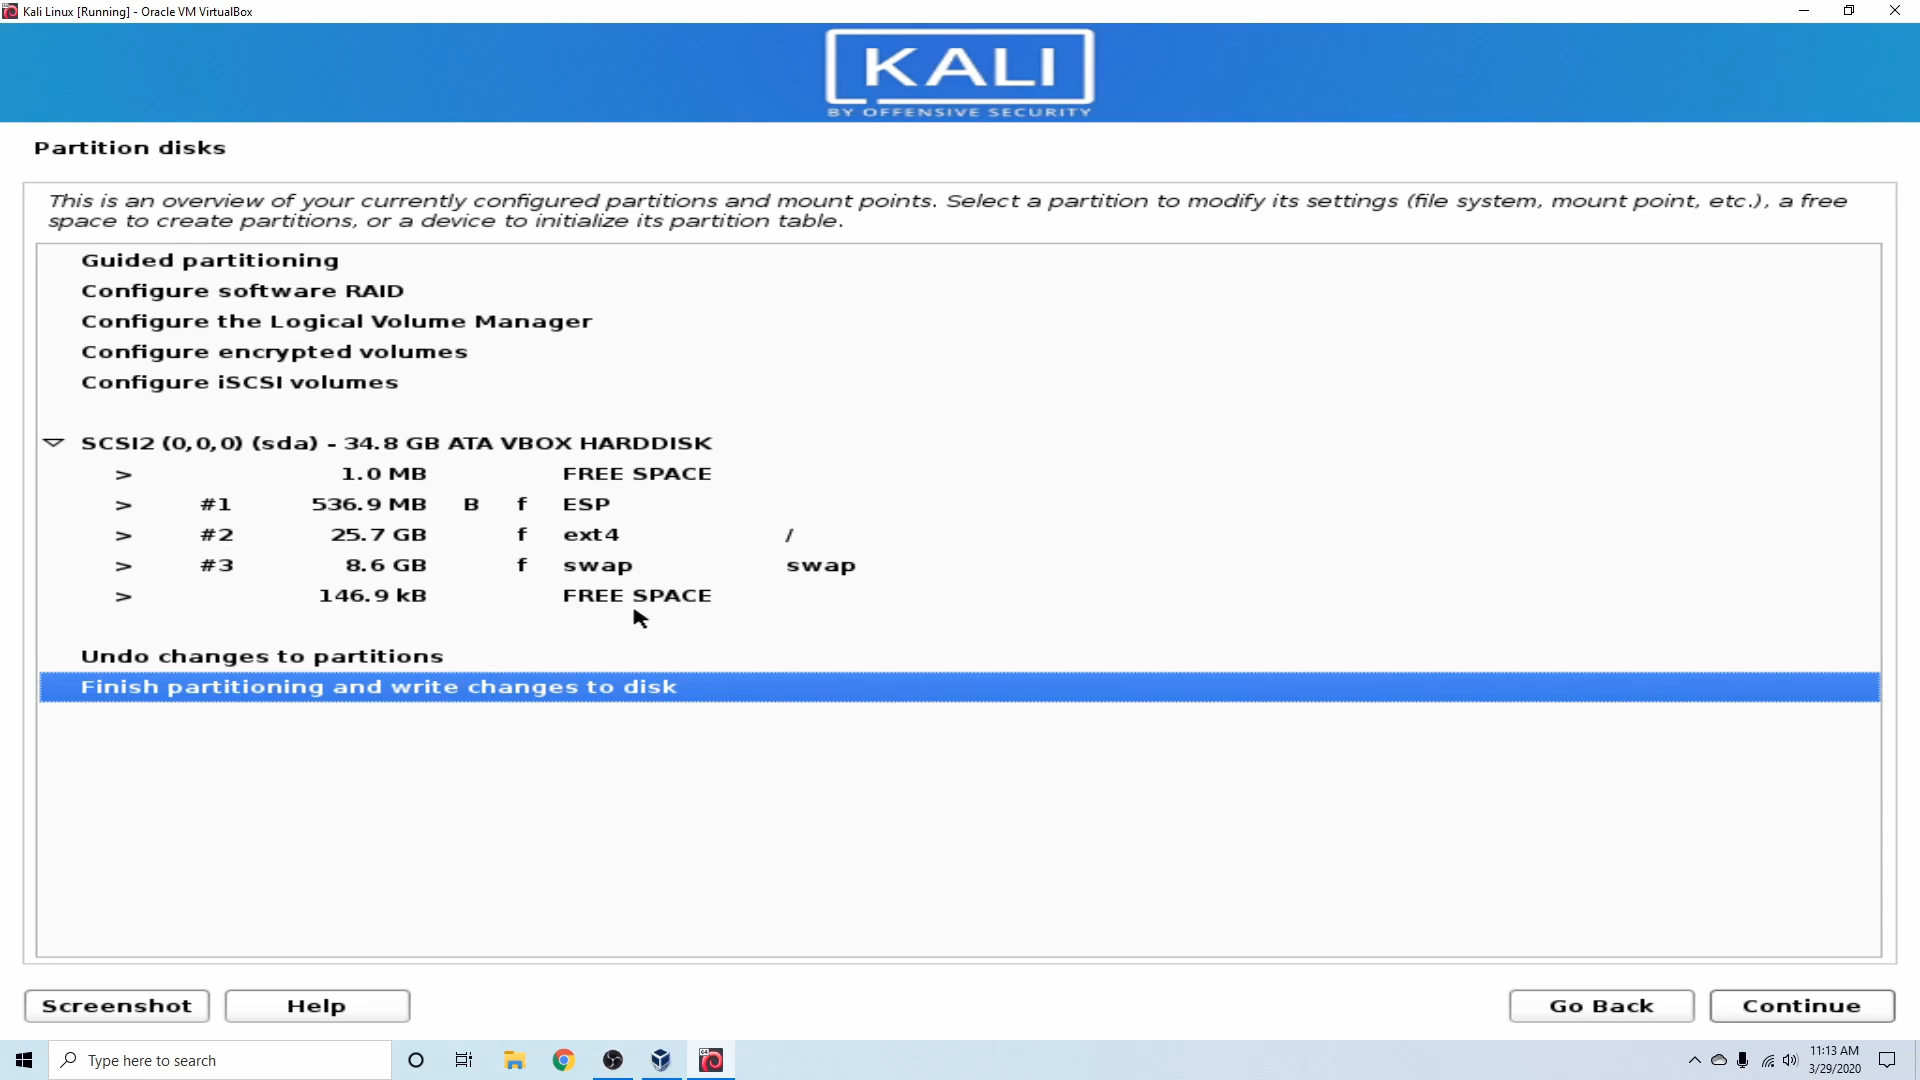 Kali Linux [Running] - Oracle VM VirtualBox
KALI
BY OFFENSIVE SECURITY
Partition disks
This is an overview of your currently configured partitions and mount points. Select a partition to modify its settings (file system, mount point, etc.), a free
space to create partitions, or a device to initialize its partition table.
Guided partitioning
Configure software RAID
Configure the Logical Volume Manager
Configure encrypted volumes
Configure iSCSI volumes
SCSI2 (0,0,0) (sda) - 34.8 GB ATA VBOX HARDDISK
> 1.0 MB FREE SPACE
> #1 536.9 MB B f ESP
> #2 25.7 GB f ext4 /
> #3 8.6 GB f swap swap
> 146.9 kB FREE SPACE
Undo changes to partitions
Finish partitioning and write changes to disk
Screenshot Help Go Back Continue
Type here to search
11:13 AM
3/29/2020